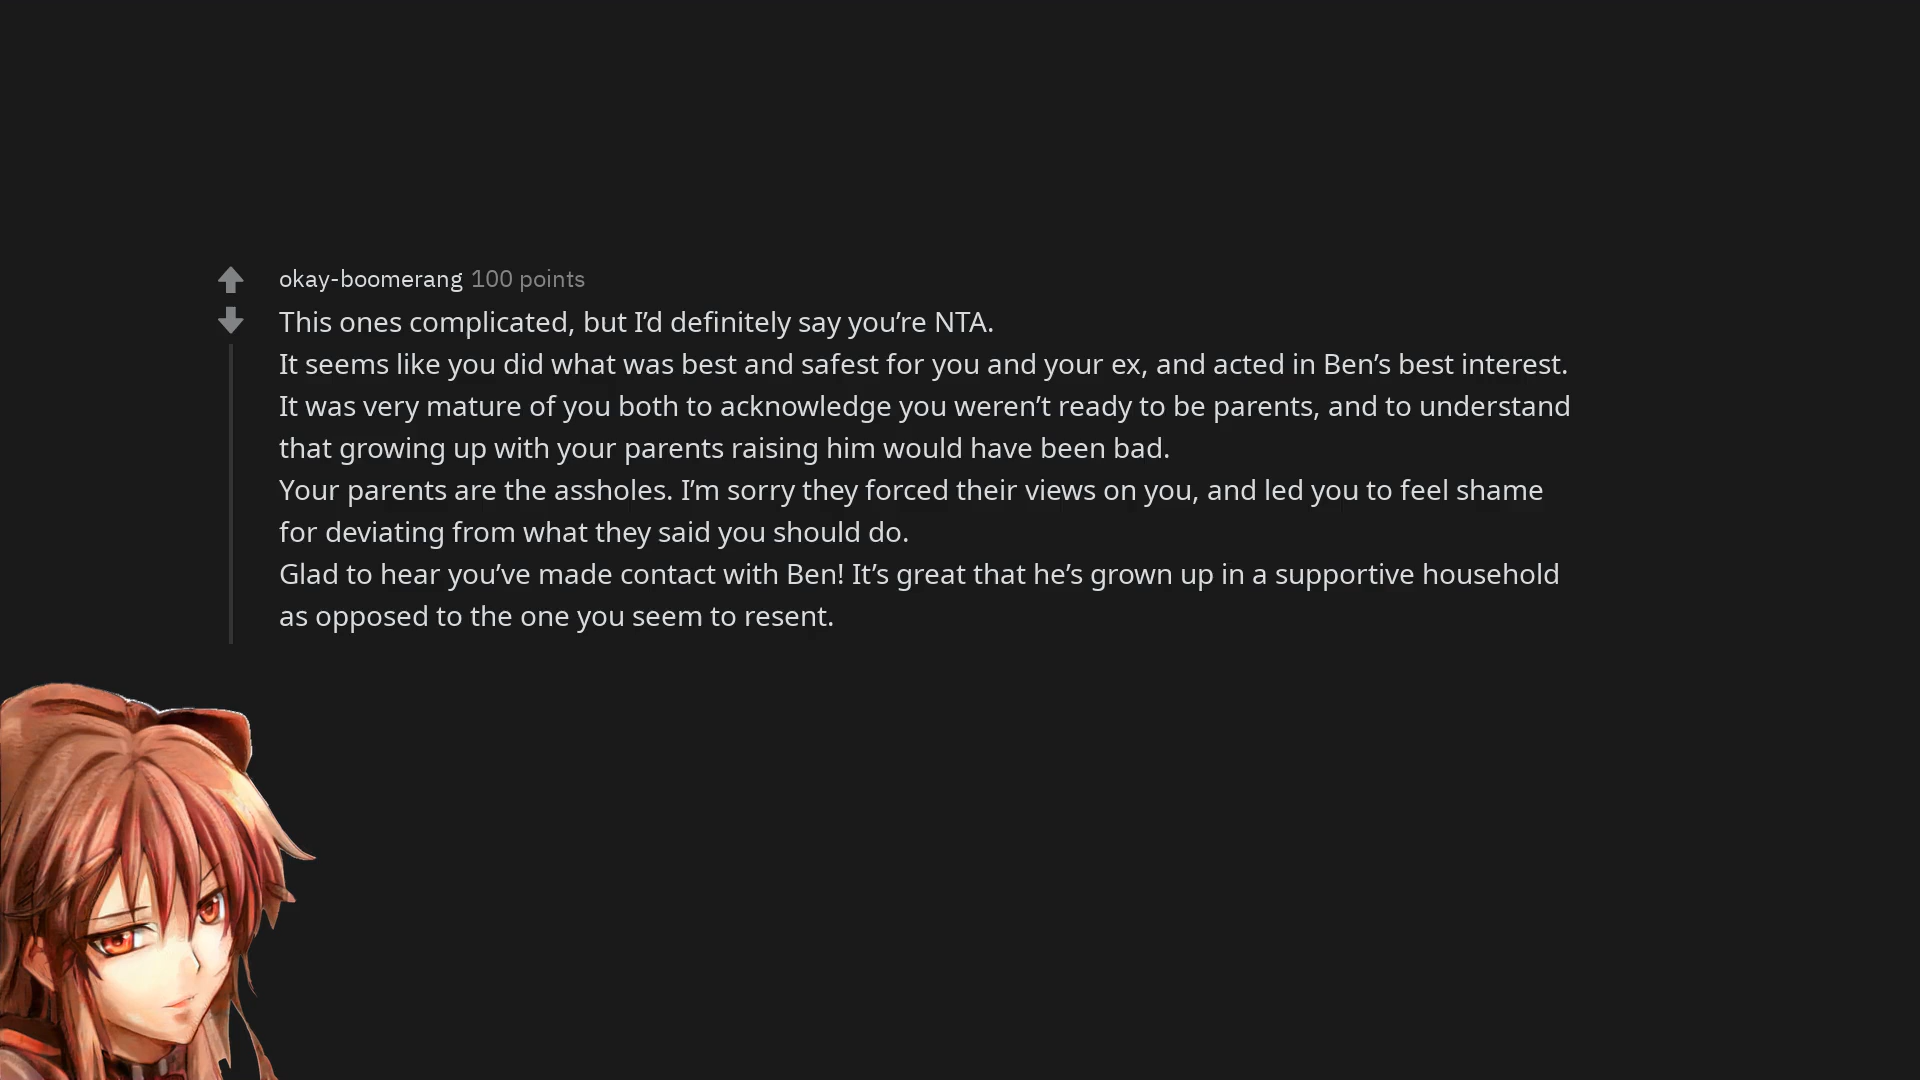 okay-boomerang 100 points
This ones complicated, but I’d definitely say you’re NTA.
It seems like you did what was best and safest for you and your ex, and acted in Ben’s best interest.
It was very mature of you both to acknowledge you weren’t ready to be parents, and to understand
that growing up with your parents raising him would have been bad.
Your parents are the assholes. I’m sorry they forced their views on you, and led you to feel shame
for deviating from what they said you should do.
Glad to hear you’ve made contact with Ben! It’s great that he’s grown up in a supportive household
as opposed to the one you seem to resent.